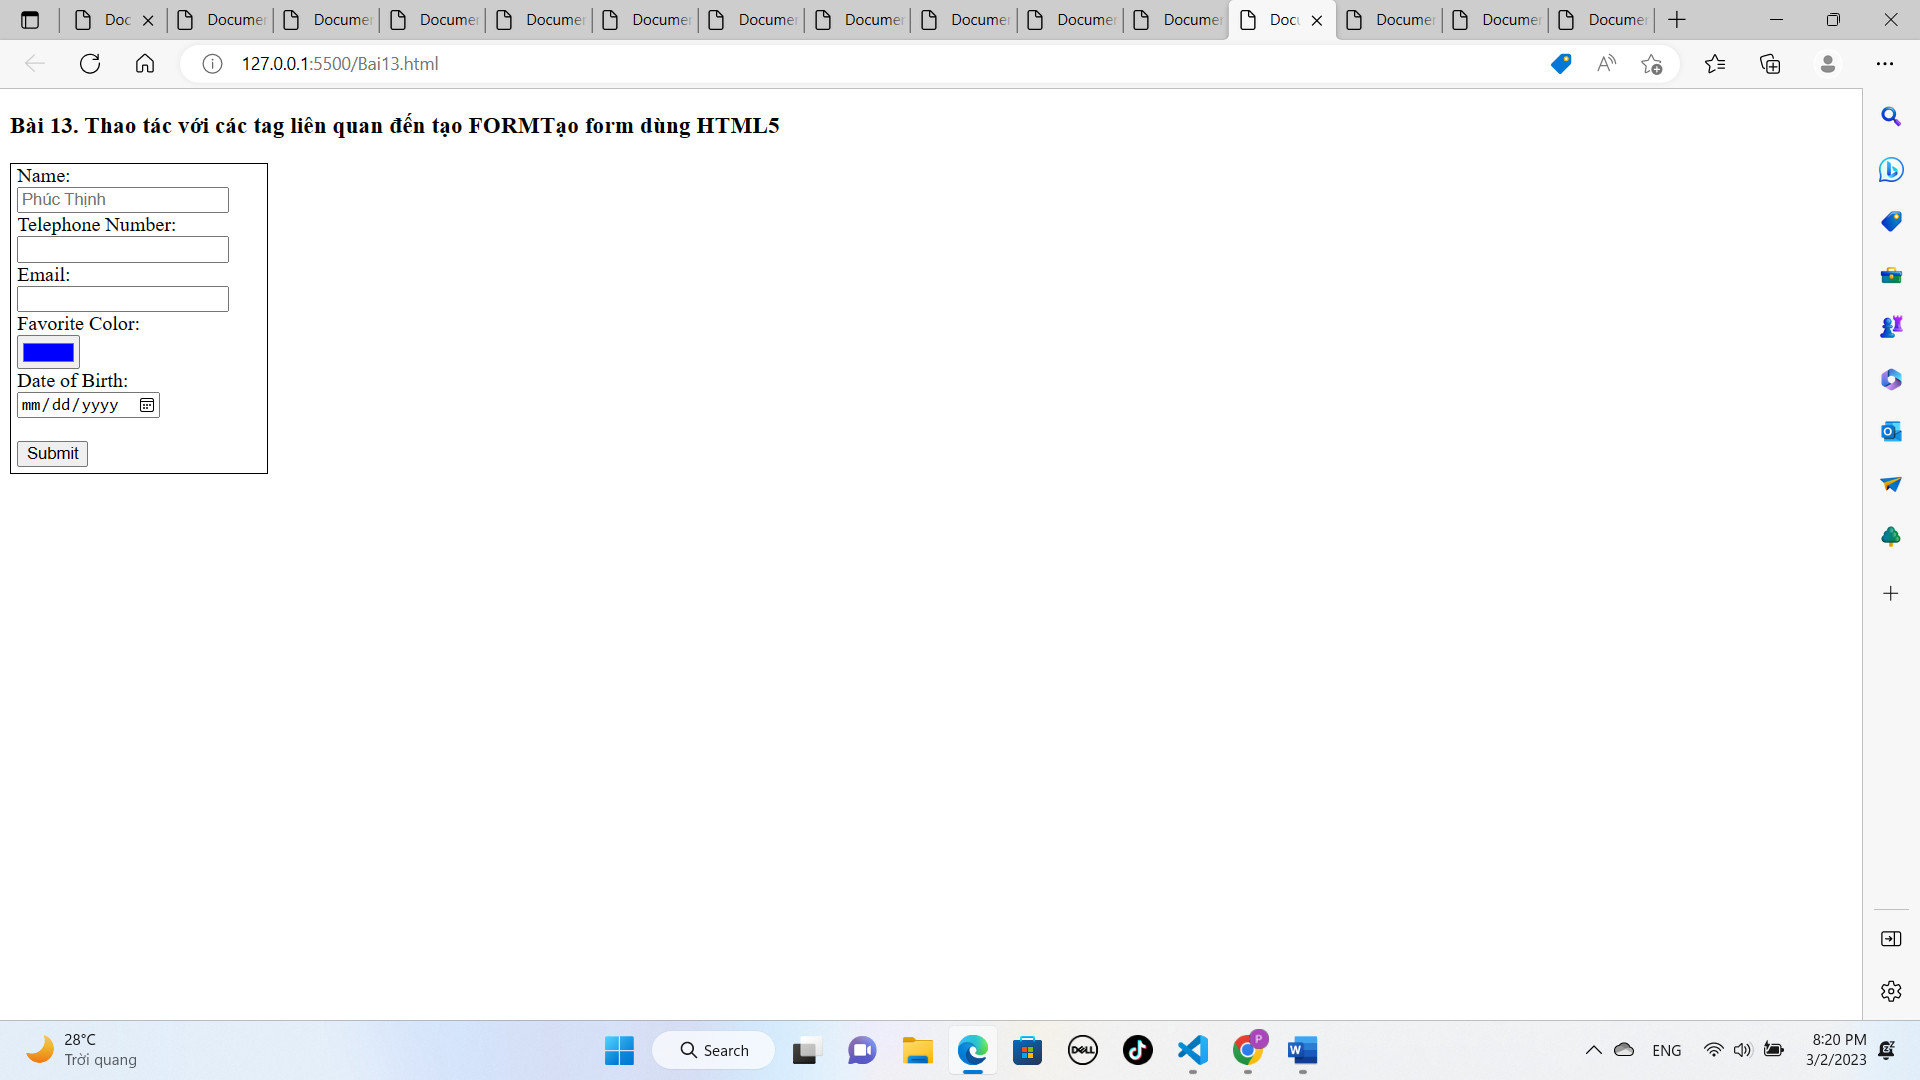 Doc
Documen
Documen
Documen
Documen
Documen
Documen
Documen
Documen
Documen
Documen
Docu
Documen
Documen
Documen
127.0.0.1:5500/Bai13.html
Bài 13. Thao tác với các tag liên quan đến tạo FORMTạo form dùng HTML5
Name:
Phúc Thịnh
Telephone Number:
Email:
Favorite Color:
Date of Birth:
mm/dd/yyyy
Submit
28°C
Trời quang
Search
DELL
P
ENG
8:20 PM
3/2/2023